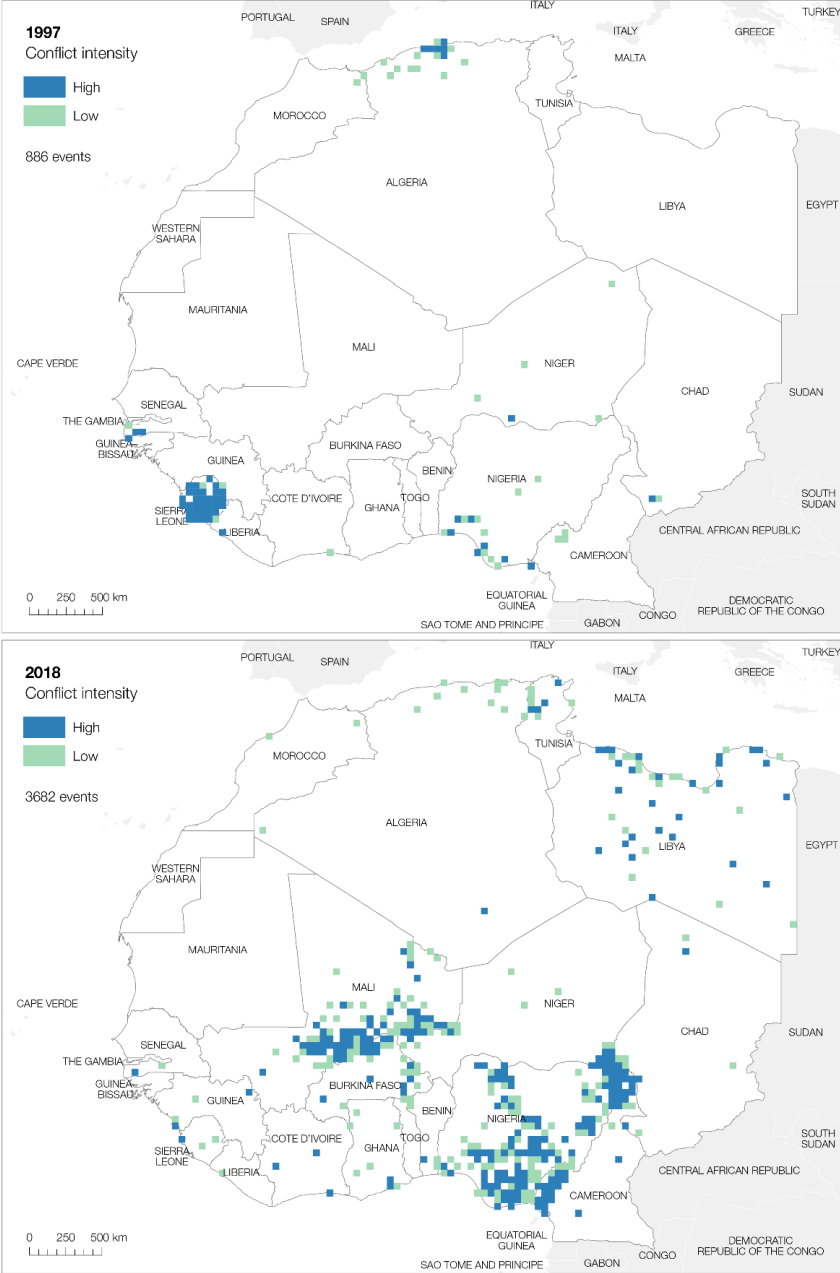 ITALY
PORTUGAL
SPAIN
TURKEY
1997
ITALY
GREECE
Conflict intensity
MALTA
High
TUNISIA
Low
MOROCCO
886 events
ALGERIA
LIBYA
EGYPT
WESTERN
SAHARA
MAURITANIA
MALI
NIGER
CAPE VERDE
CHAD
SUDAN
SENEGAL
THE GAMBIA
GUINEA
BISSAU
BURKINA FASO
GUINEA
BENIN
NIGERIA
COTE D'IVOIRE
GHANA
TOGO
SOUTH
SUDAN
SIERRA
LEONE
LIBERIA
CENTRAL AFRICAN REPUBLIC
CAMEROON
0 250 500 km
EQUATORIAL
GUINEA
DEMOCRATIC
REPUBLIC OF THE CONGO
CONGO
SAO TOME AND PRINCIPE
GABON
ITALY
PORTUGAL
SPAIN
TURKEY
2018
ITALY
GREECE
Conflict intensity
MALTA
High
TUNISIA
Low
MOROCCO
3682 events
ALGERIA
LIBYA
EGYPT
WESTERN
SAHARA
MAURITANIA
MALI
NIGER
CAPE VERDE
CHAD
SUDAN
SENEGAL
THE GAMBIA
GUINEA
BISSAU
BURKINA FASO
GUINEA
BENIN
NIGERIA
COTE D'IVOIRE
GHANA
TOGO
SOUTH
SUDAN
SIERRA
LEONE
LIBERIA
CENTRAL AFRICAN REPUBLIC
CAMEROON
0 250 500 km
EQUATORIAL
GUINEA
DEMOCRATIC
REPUBLIC OF THE CONGO
CONGO
SAO TOME AND PRINCIPE
GABON